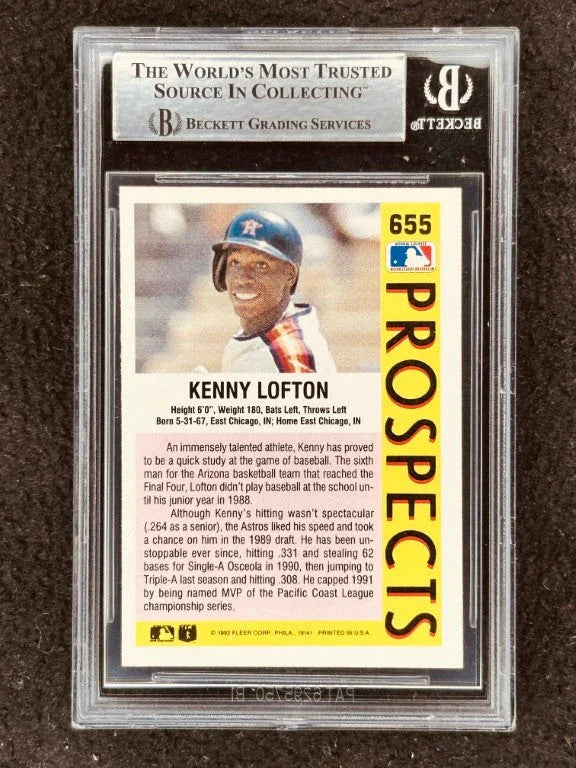 THE WORLD'S MOST TRUSTED
SOURCE IN COLLECTING™
B BECKETT GRADING SERVICES
B
BECKETT®
655
PROSPECTS
KENNY LOFTON
Height 6'0", Weight 180, Bats Left, Throws Left
Born 5-31-67, East Chicago, IN; Home East Chicago, IN
An immensely talented athlete, Kenny has proved
to be a quick study at the game of baseball. The sixth
man for the Arizona basketball team that reached the
Final Four, Lofton didn't play baseball at the school un-
til his junior year in 1988.
Although Kenny's hitting wasn't spectacular
(.264 as a senior), the Astros liked his speed and took
a chance on him in the 1989 draft. He has been un-
stoppable ever since, hitting .331 and stealing 62
bases for Single-A Osceola in 1990, then jumping to
Triple-A last season and hitting .308. He capped 1991
by being named MVP of the Pacific Coast League
championship series.
© 1992 FLEER CORP., PHILA., 19141 PRINTED IN U.S.A.